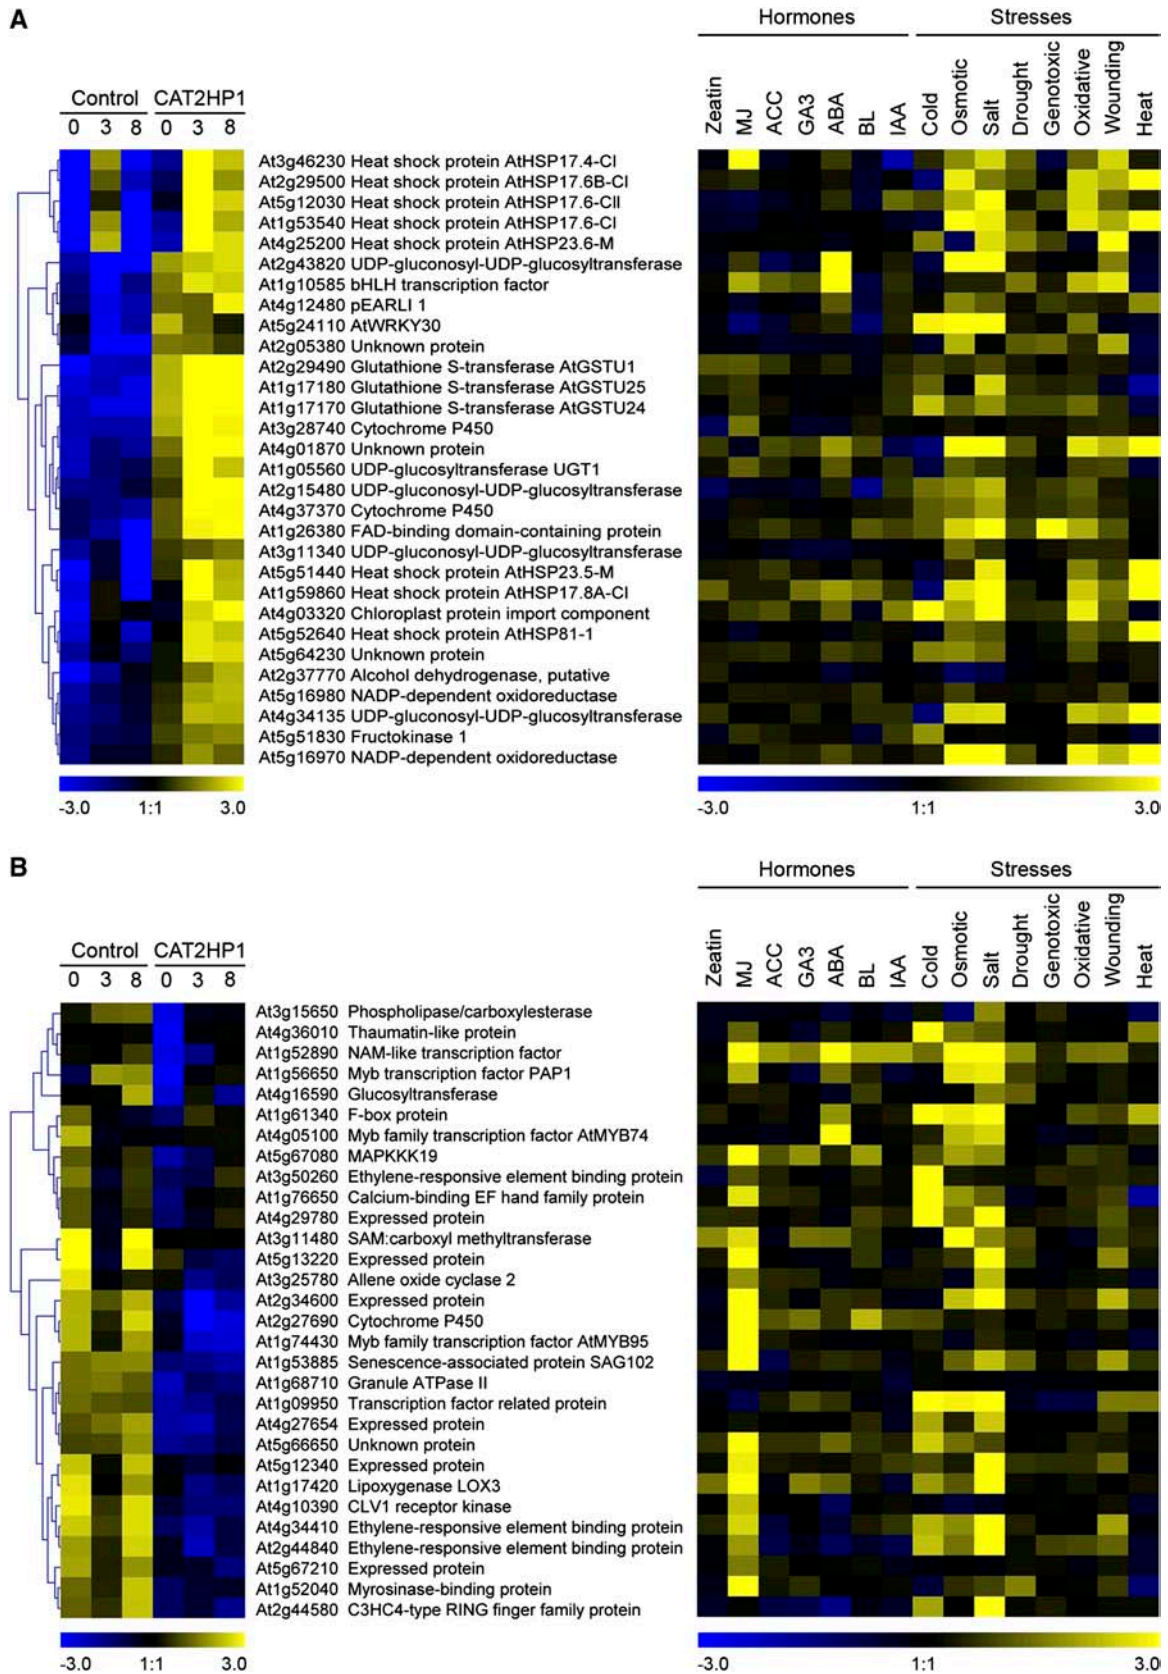 A
Hormones Stresses
Control CAT2HP1
0 3 8 0 3 8
Zeatin MJ ACC GA3 ABA BL IAA Cold Osmotic Salt Drought Genotoxic Oxidative Wounding Heat
At3g46230 Heat shock protein AtHSP17.4-CI
At2g29500 Heat shock protein AtHSP17.6B-CI
At5g12030 Heat shock protein AtHSP17.6-CII
At1g53540 Heat shock protein AtHSP17.6-CI
At4g25200 Heat shock protein AtHSP23.6-M
At2g43820 UDP-gluconosyl-UDP-glucosyltransferase
At1g10585 bHLH transcription factor
At4g12480 pEARLI 1
At5g24110 AtWRKY30
At2g05380 Unknown protein
At2g29490 Glutathione S-transferase AtGSTU1
At1g17180 Glutathione S-transferase AtGSTU25
At1g17170 Glutathione S-transferase AtGSTU24
At3g28740 Cytochrome P450
At4g01870 Unknown protein
At1g05560 UDP-glucosyltransferase UGT1
At2g15480 UDP-gluconosyl-UDP-glucosyltransferase
At4g37370 Cytochrome P450
At1g26380 FAD-binding domain-containing protein
At3g11340 UDP-gluconosyl-UDP-glucosyltransferase
At5g51440 Heat shock protein AtHSP23.5-M
At1g59860 Heat shock protein AtHSP17.8A-CI
At4g03320 Chloroplast protein import component
At5g52640 Heat shock protein AtHSP81-1
At5g64230 Unknown protein
At2g37770 Alcohol dehydrogenase, putative
At5g16980 NADP-dependent oxidoreductase
At4g34135 UDP-gluconosyl-UDP-glucosyltransferase
At5g51830 Fructokinase 1
At5g16970 NADP-dependent oxidoreductase
-3.0 1:1 3.0 -3.0 1:1 3.0
B
Hormones Stresses
Control CAT2HP1
0 3 8 0 3 8
Zeatin MJ ACC GA3 ABA BL IAA Cold Osmotic Salt Drought Genotoxic Oxidative Wounding Heat
At3g15650 Phospholipase/carboxylesterase
At4g36010 Thaumatin-like protein
At1g52890 NAM-like transcription factor
At1g56650 Myb transcription factor PAP1
At4g16590 Glucosyltransferase
At1g61340 F-box protein
At4g05100 Myb family transcription factor AtMYB74
At5g67080 MAPKKK19
At3g50260 Ethylene-responsive element binding protein
At1g76650 Calcium-binding EF hand family protein
At4g29780 Expressed protein
At3g11480 SAM:carboxyl methyltransferase
At5g13220 Expressed protein
At3g25780 Allene oxide cyclase 2
At2g34600 Expressed protein
At2g27690 Cytochrome P450
At1g74430 Myb family transcription factor AtMYB95
At1g53885 Senescence-associated protein SAG102
At1g68710 Granule ATPase II
At1g09950 Transcription factor related protein
At4g27654 Expressed protein
At5g66650 Unknown protein
At5g12340 Expressed protein
At1g17420 Lipoxygenase LOX3
At4g10390 CLV1 receptor kinase
At4g34410 Ethylene-responsive element binding protein
At2g44840 Ethylene-responsive element binding protein
At5g67210 Expressed protein
At1g52040 Myrosinase-binding protein
At2g44580 C3HC4-type RING finger family protein
-3.0 1:1 3.0 -3.0 1:1 3.0